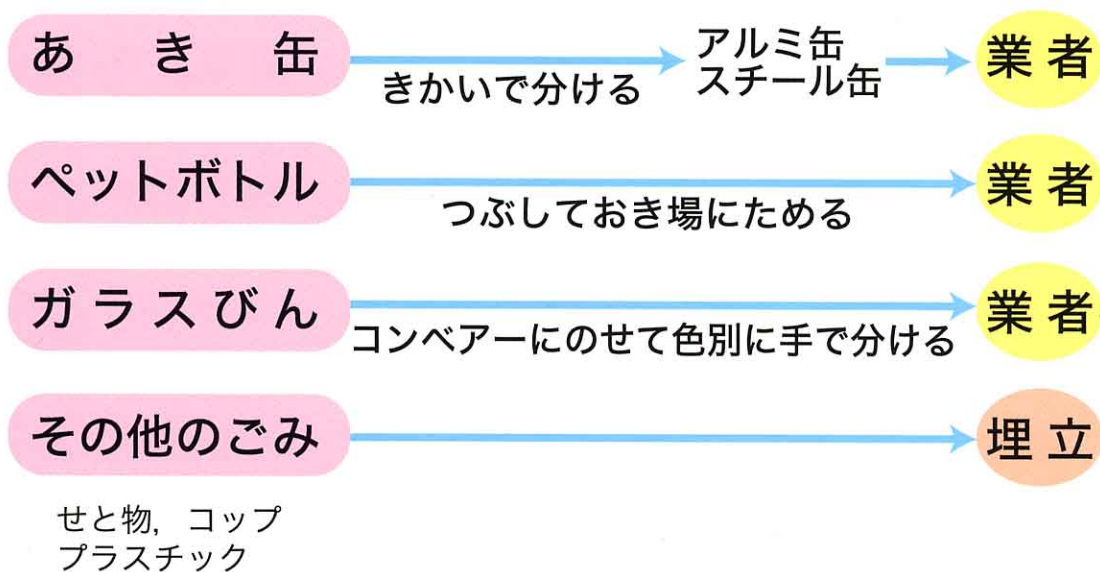 あき缶
きかいで分ける
アルミ缶
スチール缶
業者
ペットボトル
つぶしておき場にためる
業者
ガラスびん
コンベアーにのせて色別に手で分ける
業者
その他のごみ
埋立
せと物，コップ
プラスチック